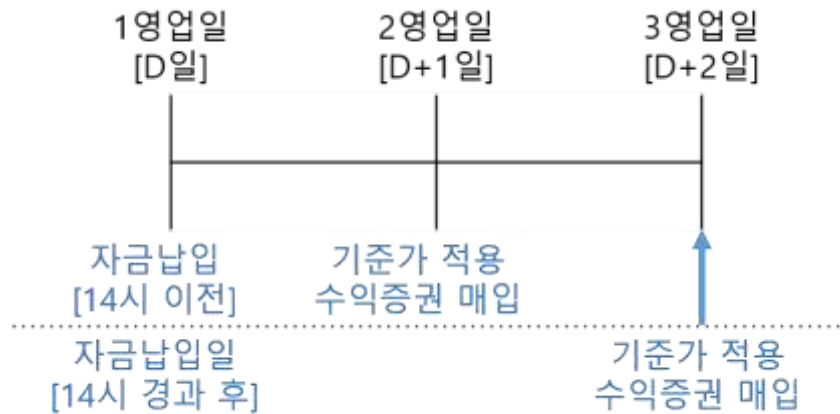 1영업일 2영업일 3영업일
[D일] [D+1일] [D+2일]
자금납입 기준가 적용
[14시 이전] 수익증권 매입
자금납입일 기준가 적용
[14시 경과 후] 수익증권 매입